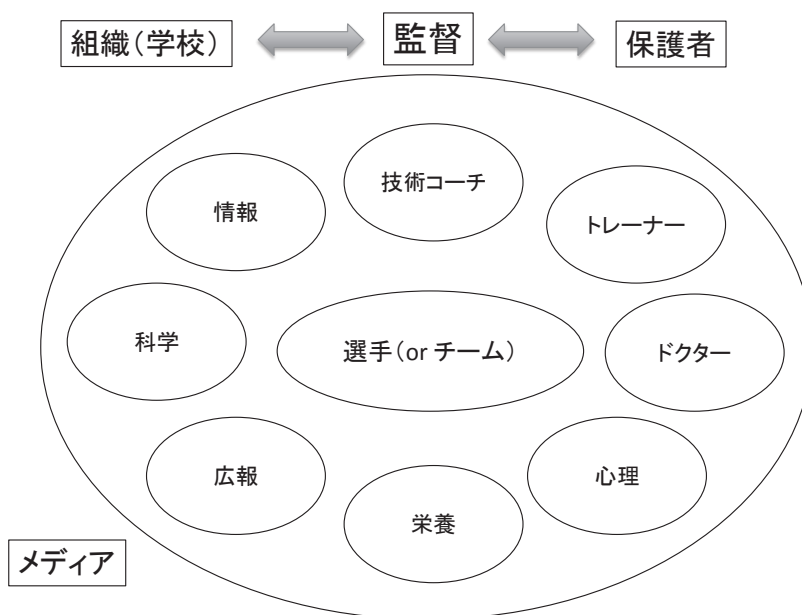 組織(学校)
監督
保護者
技術コーチ
情報
トレーナー
科学
選手(or チーム)
ドクター
広報
心理
栄養
メディア